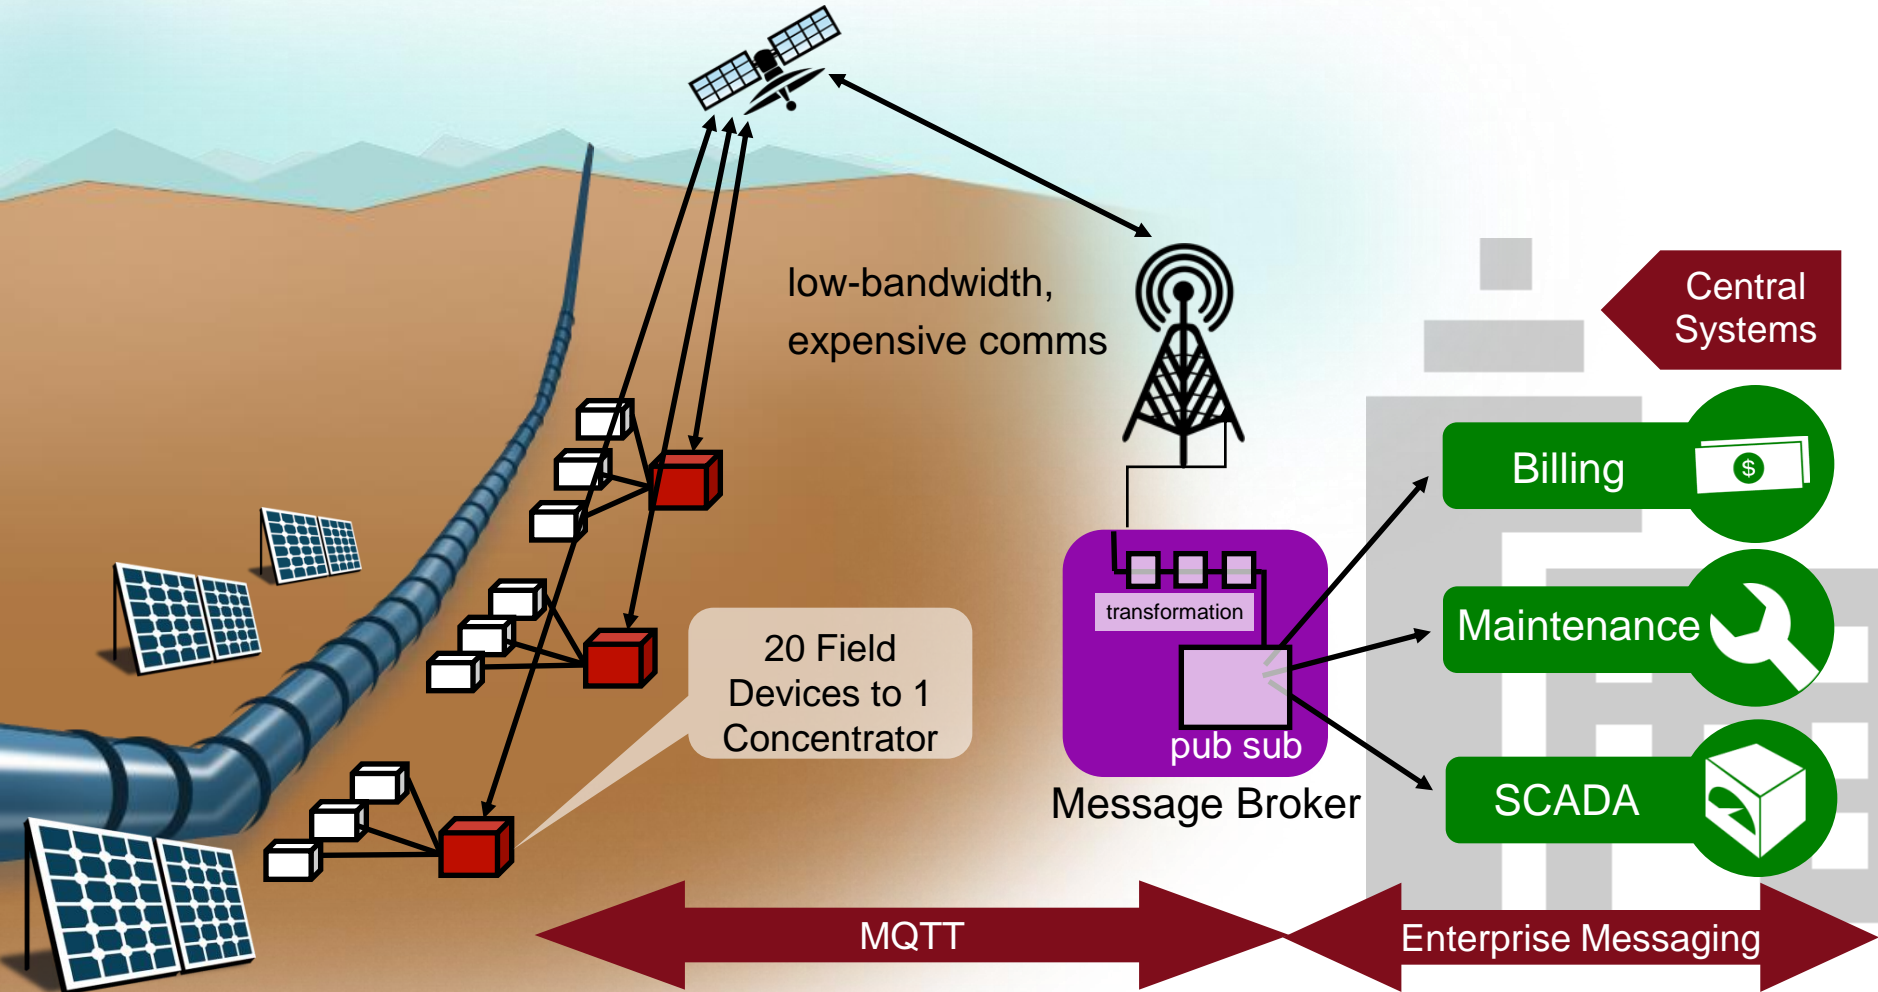 low-bandwidth,
expensive comms
Central
Systems
Billing
$
transformation
Maintenance
20 Field
Devices to 1
Concentrator
pub sub
SCADA
Message Broker
MQTT
Enterprise Messaging